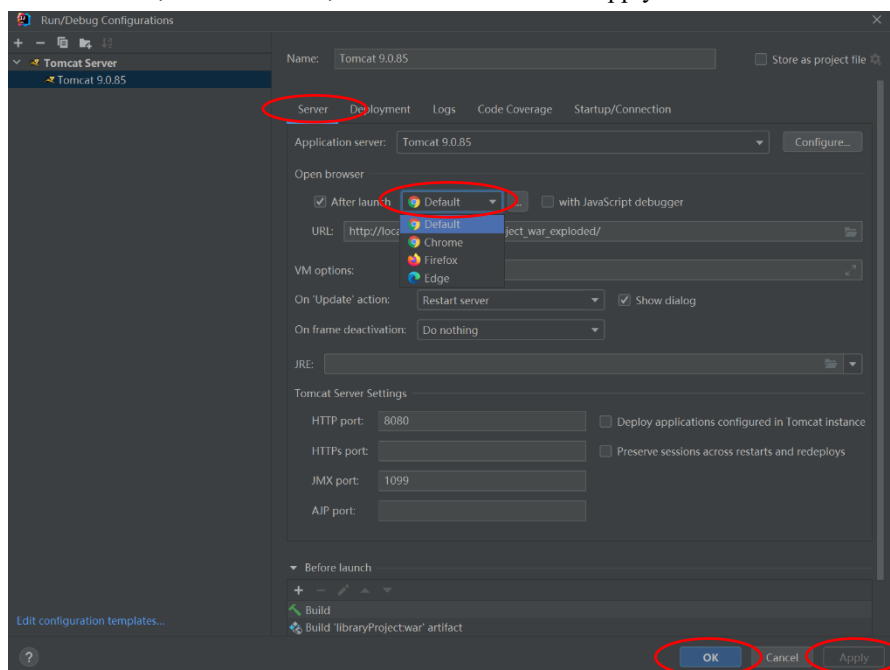 Apply
Run/Debug Configurations
Tomcat Server
Tomcat 9.0.85
Name: Tomcat 9.0.85
Store as project file
Server Deployment Logs Code Coverage Startup/Connection
Application server: Tomcat 9.0.85 Configure...
Open browser
After launch Default ... with JavaScript debugger
Default
URL: http://loca ject_war_exploded/
Chrome
Firefox
Edge
VM options:
On 'Update' action: Restart server Show dialog
On frame deactivation: Do nothing
JRE:
Tomcat Server Settings
HTTP port: 8080 Deploy applications configured in Tomcat instance
HTTPs port: Preserve sessions across restarts and redeploys
JMX port: 1099
AJP port:
Before launch
Build
Build 'libraryProject:war' artifact
Edit configuration templates...
? OK Cancel Apply